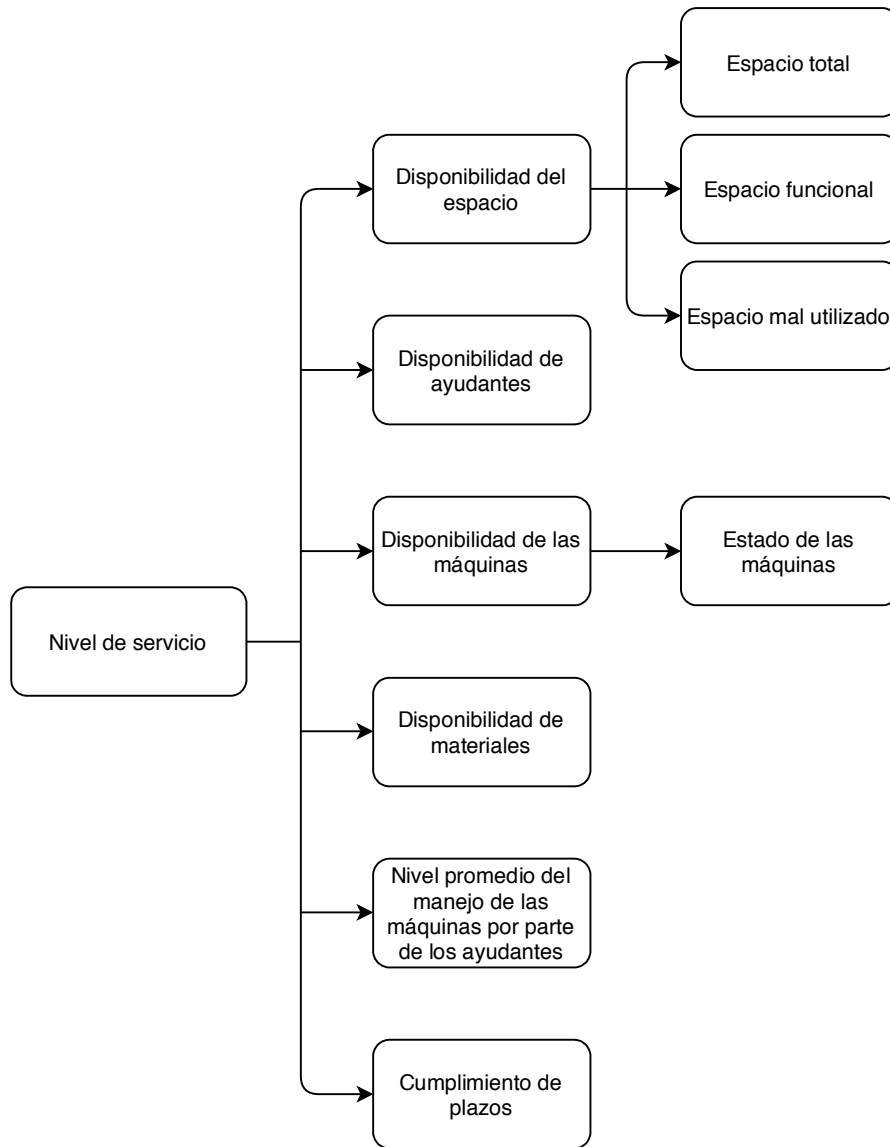 Espacio total
Disponibilidad del
espacio
Espacio funcional
Espacio mal utilizado
Disponibilidad de
ayudantes
Disponibilidad de las
máquinas
Estado de las
máquinas
Nivel de servicio
Disponibilidad de
materiales
Nivel promedio del
manejo de las
máquinas por parte
de los ayudantes
Cumplimiento de
plazos